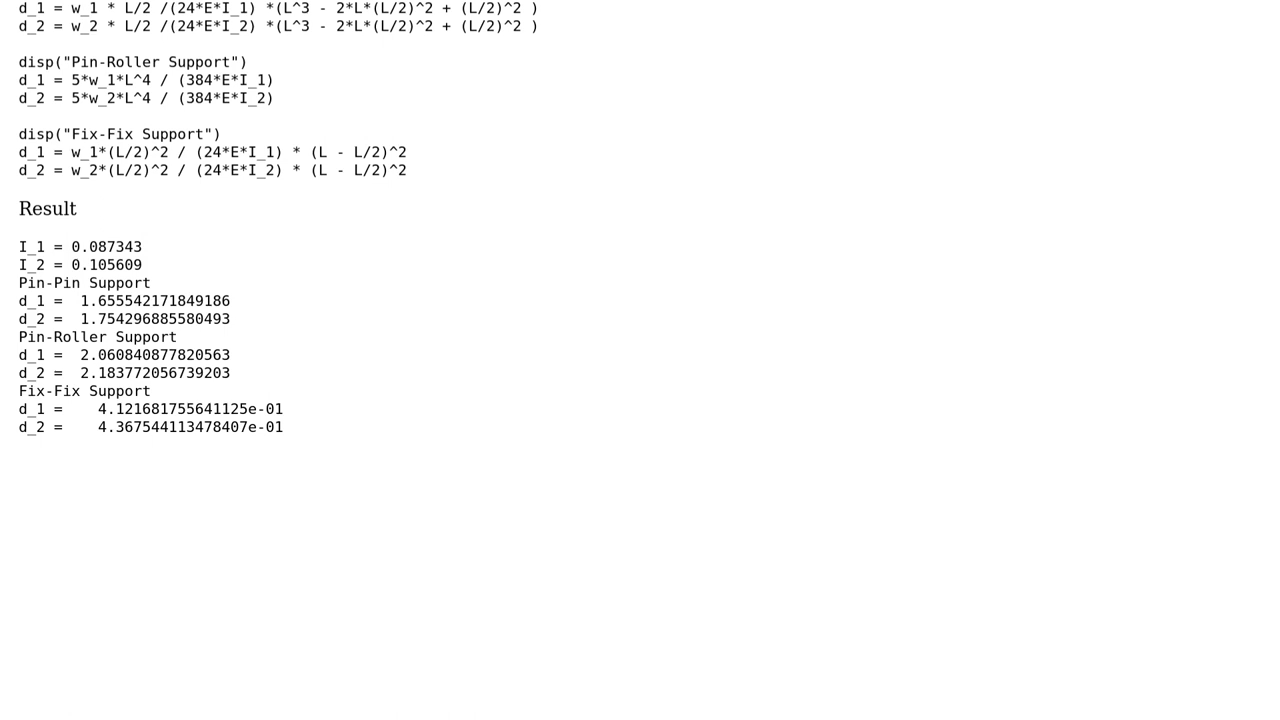 d_1 = w_1 * L/2 /(24*E*I_1) *(L^3 - 2*L*(L/2)^2 + (L/2)^2 )
d_2 = w_2 * L/2 /(24*E*I_2) *(L^3 - 2*L*(L/2)^2 + (L/2)^2 )
disp("Pin-Roller Support")
d_1 = 5*w_1*L^4 / (384*E*I_1)
d_2 = 5*w_2*L^4 / (384*E*I_2)
disp("Fix-Fix Support")
d_1 = w_1*(L/2)^2 / (24*E*I_1) * (L - L/2)^2
d_2 = w_2*(L/2)^2 / (24*E*I_2) * (L - L/2)^2
Result
I_1 = 0.087343
I_2 = 0.105609
Pin-Pin Support
d_1 =  1.655542171849186
d_2 =  1.754296885580493
Pin-Roller Support
d_1 =  2.060840877820563
d_2 =  2.183772056739203
Fix-Fix Support
d_1 =    4.121681755641125e-01
d_2 =    4.367544113478407e-01